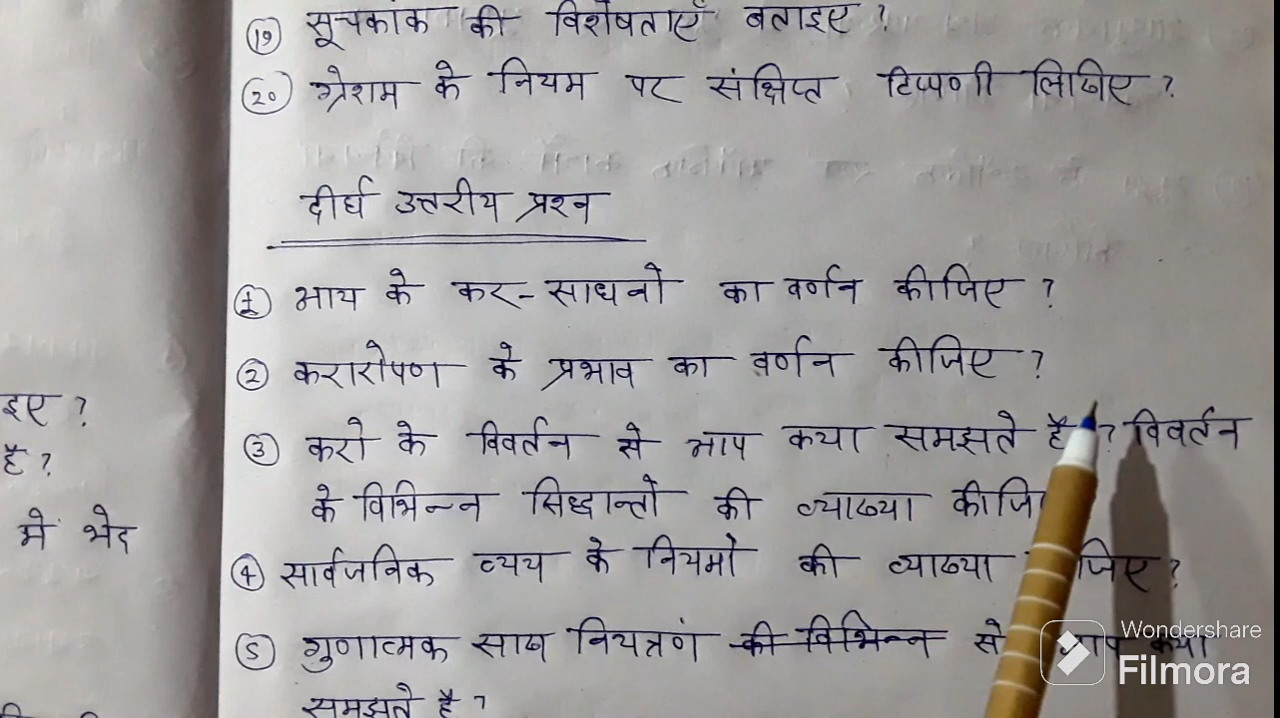 (19) सूचकांक की विशेषताएँ बताइए ?
(20) ग्रेशम के नियम पर संक्षिप्त टिप्पणी लिखिए ?
दीर्घ उत्तरीय प्रश्न
(1) आय के कर-साधनो का वर्णन कीजिए ?
(2) करारोपण के प्रभाव का वर्णन कीजिए ?
इए ?
(3) करो के विवर्तन से आप क्या समझते है ? विवर्तन
है ?
के विभिन्न सिद्धान्तो की व्याख्या
में भेद
(4) सार्वजनिक व्यय के नियमो की व्याख्या
(5) गुणात्मक साख नियत्रणं की विभिन्न से आप क्या
समझते है ?
Wondershare
Filmora